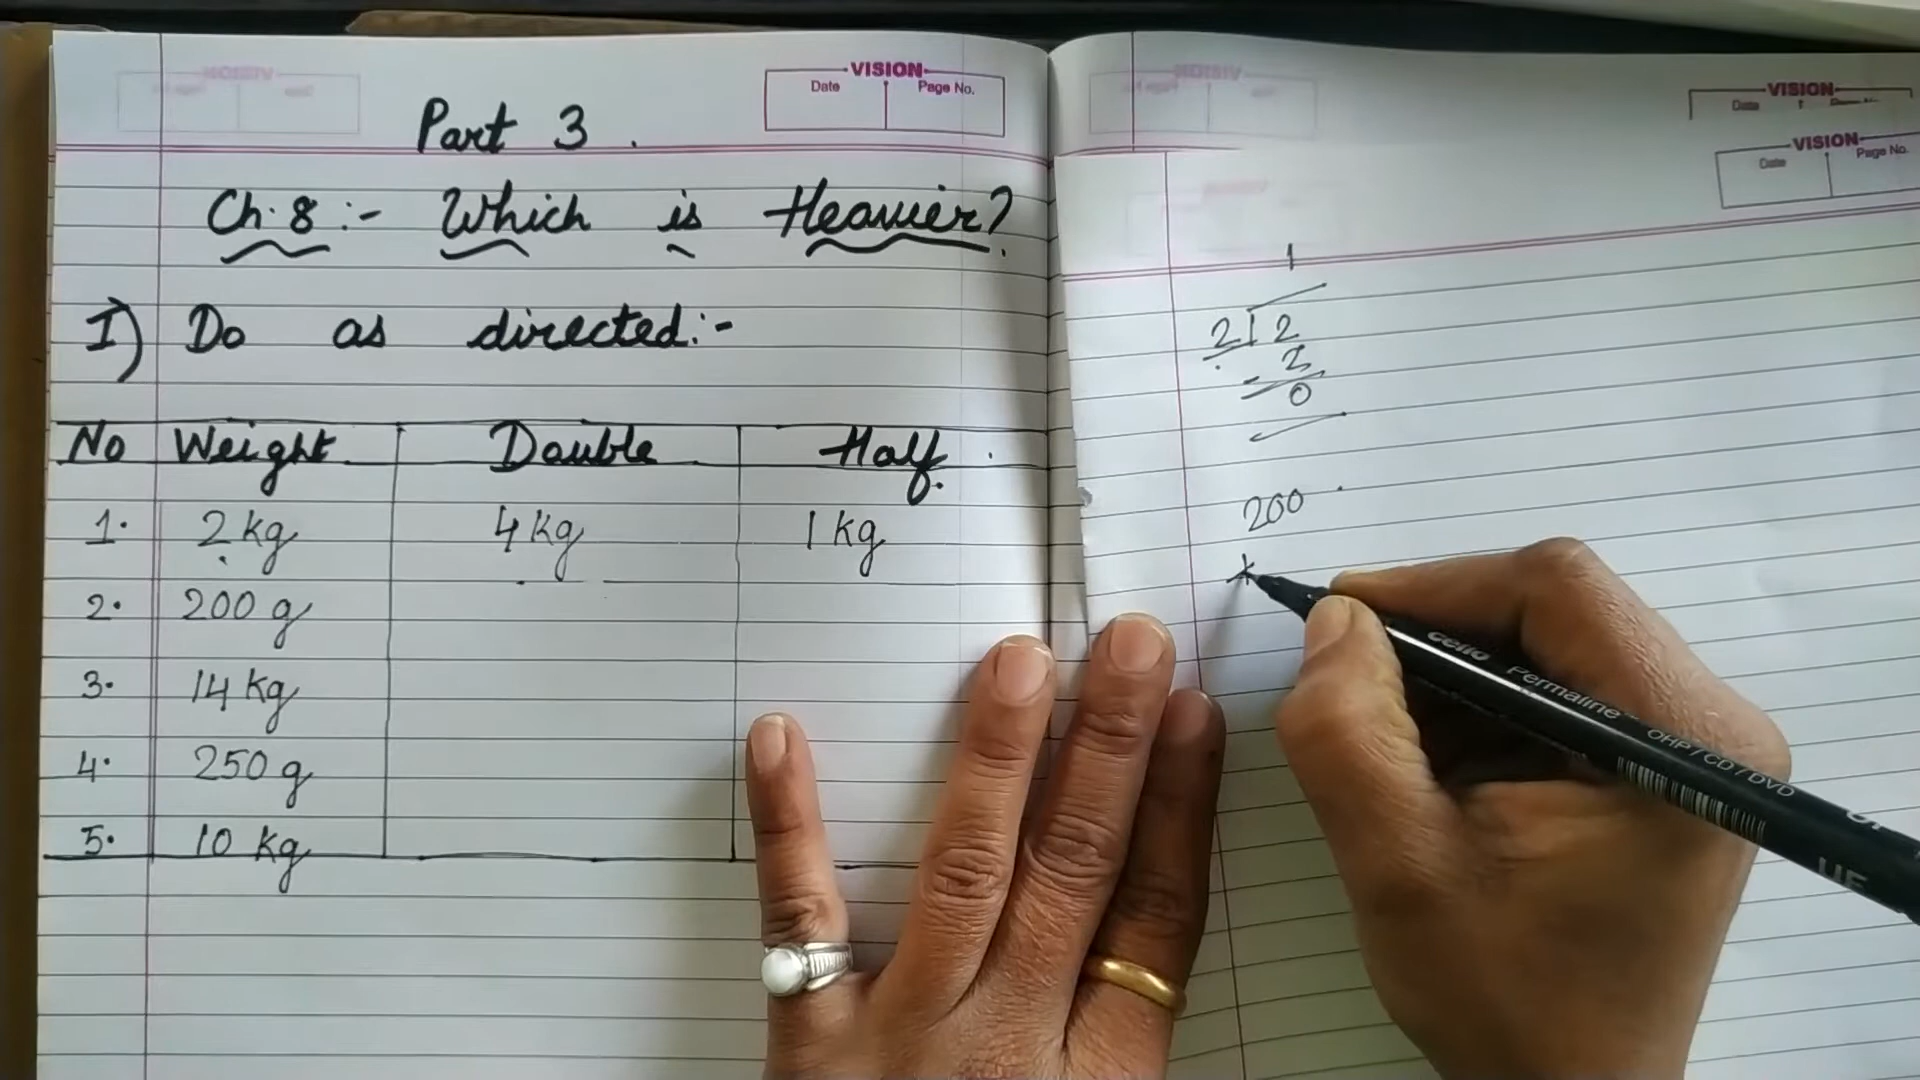 VISION
Date Page No.
Part 3.
Ch. 8 :- Which is Heavier?
I) Do as directed:-
No Weight Double Half.
1. 2 kg 4 kg 1 kg
2. 200 g
3. 14 kg
4. 250 g
5. 10 kg
VISION
Date
VISION
Date Page No.
1
2 2
- 2
0
200
cello Permaline OHP / CD / DVD